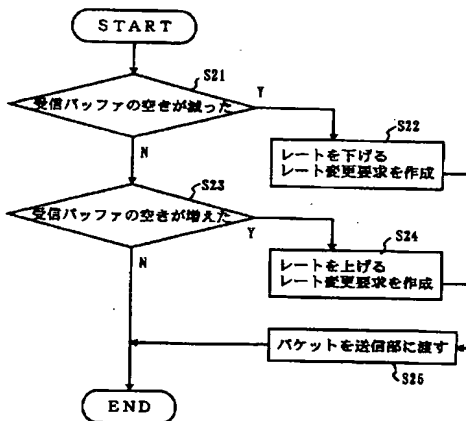 START
S21
受信バッファの空きが減った
Y
N
S22
レートを下げる
レート変更要求を作成
S23
受信バッファの空きが増えた
Y
N
S24
レートを上げる
レート変更要求を作成
パケットを送信部に渡す
S25
END